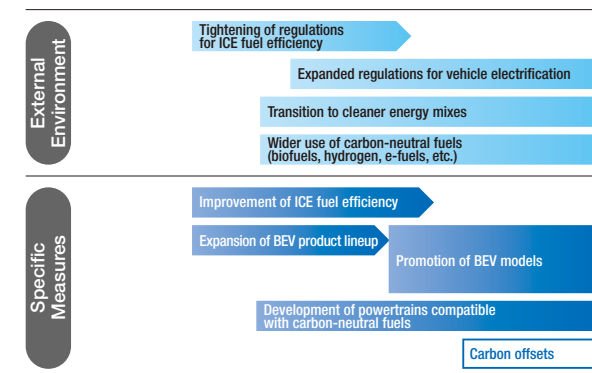 External
Environment
Tightening of regulations
for ICE fuel efficiency
Expanded regulations for vehicle electrification
Transition to cleaner energy mixes
Wider use of carbon-neutral fuels
(biofuels, hydrogen, e-fuels, etc.)
Specific
Measures
Improvement of ICE fuel efficiency
Expansion of BEV product lineup
Promotion of BEV models
Development of powertrains compatible
with carbon-neutral fuels
Carbon offsets